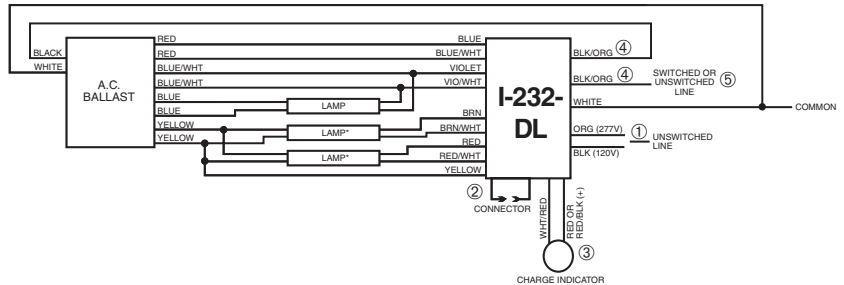 RED
BLUE
BLACK
RED
BLUE/WHT
BLK/ORG ④
WHITE
BLUE/WHT
VIOLET
A.C.
BALLAST
BLUE/WHT
VIO/WHT
BLK/ORG ④
SWITCHED OR
UNSWITCHED ⑤
LINE
BLUE
LAMP
I-232-
DL
WHITE
COMMON
BLUE
BRN
YELLOW
LAMP*
BRN/WHT
ORG (277V)
① UNSWITCHED
LINE
YELLOW
RED
BLK (120V)
LAMP*
RED/WHT
YELLOW
②
CONNECTOR
WHT/RED
RED OR
RED/BLK (+)
③
CHARGE INDICATOR